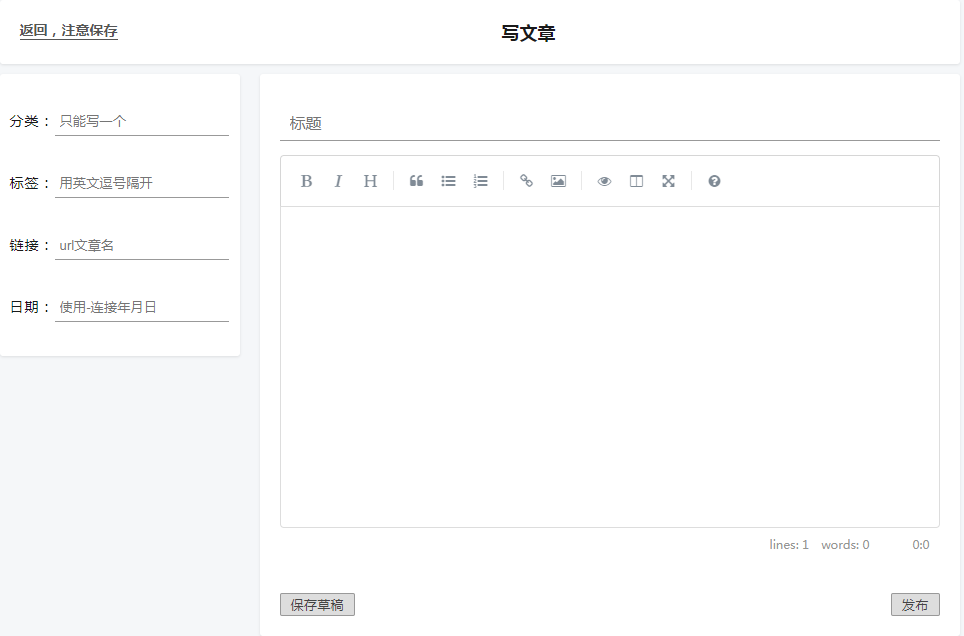 返回，注意保存
写文章
分类： 只能写一个
标签： 用英文逗号隔开
链接： url文章名
日期： 使用-连接年月日
标题
B I H
lines: 1 words: 0 0:0
保存草稿 发布